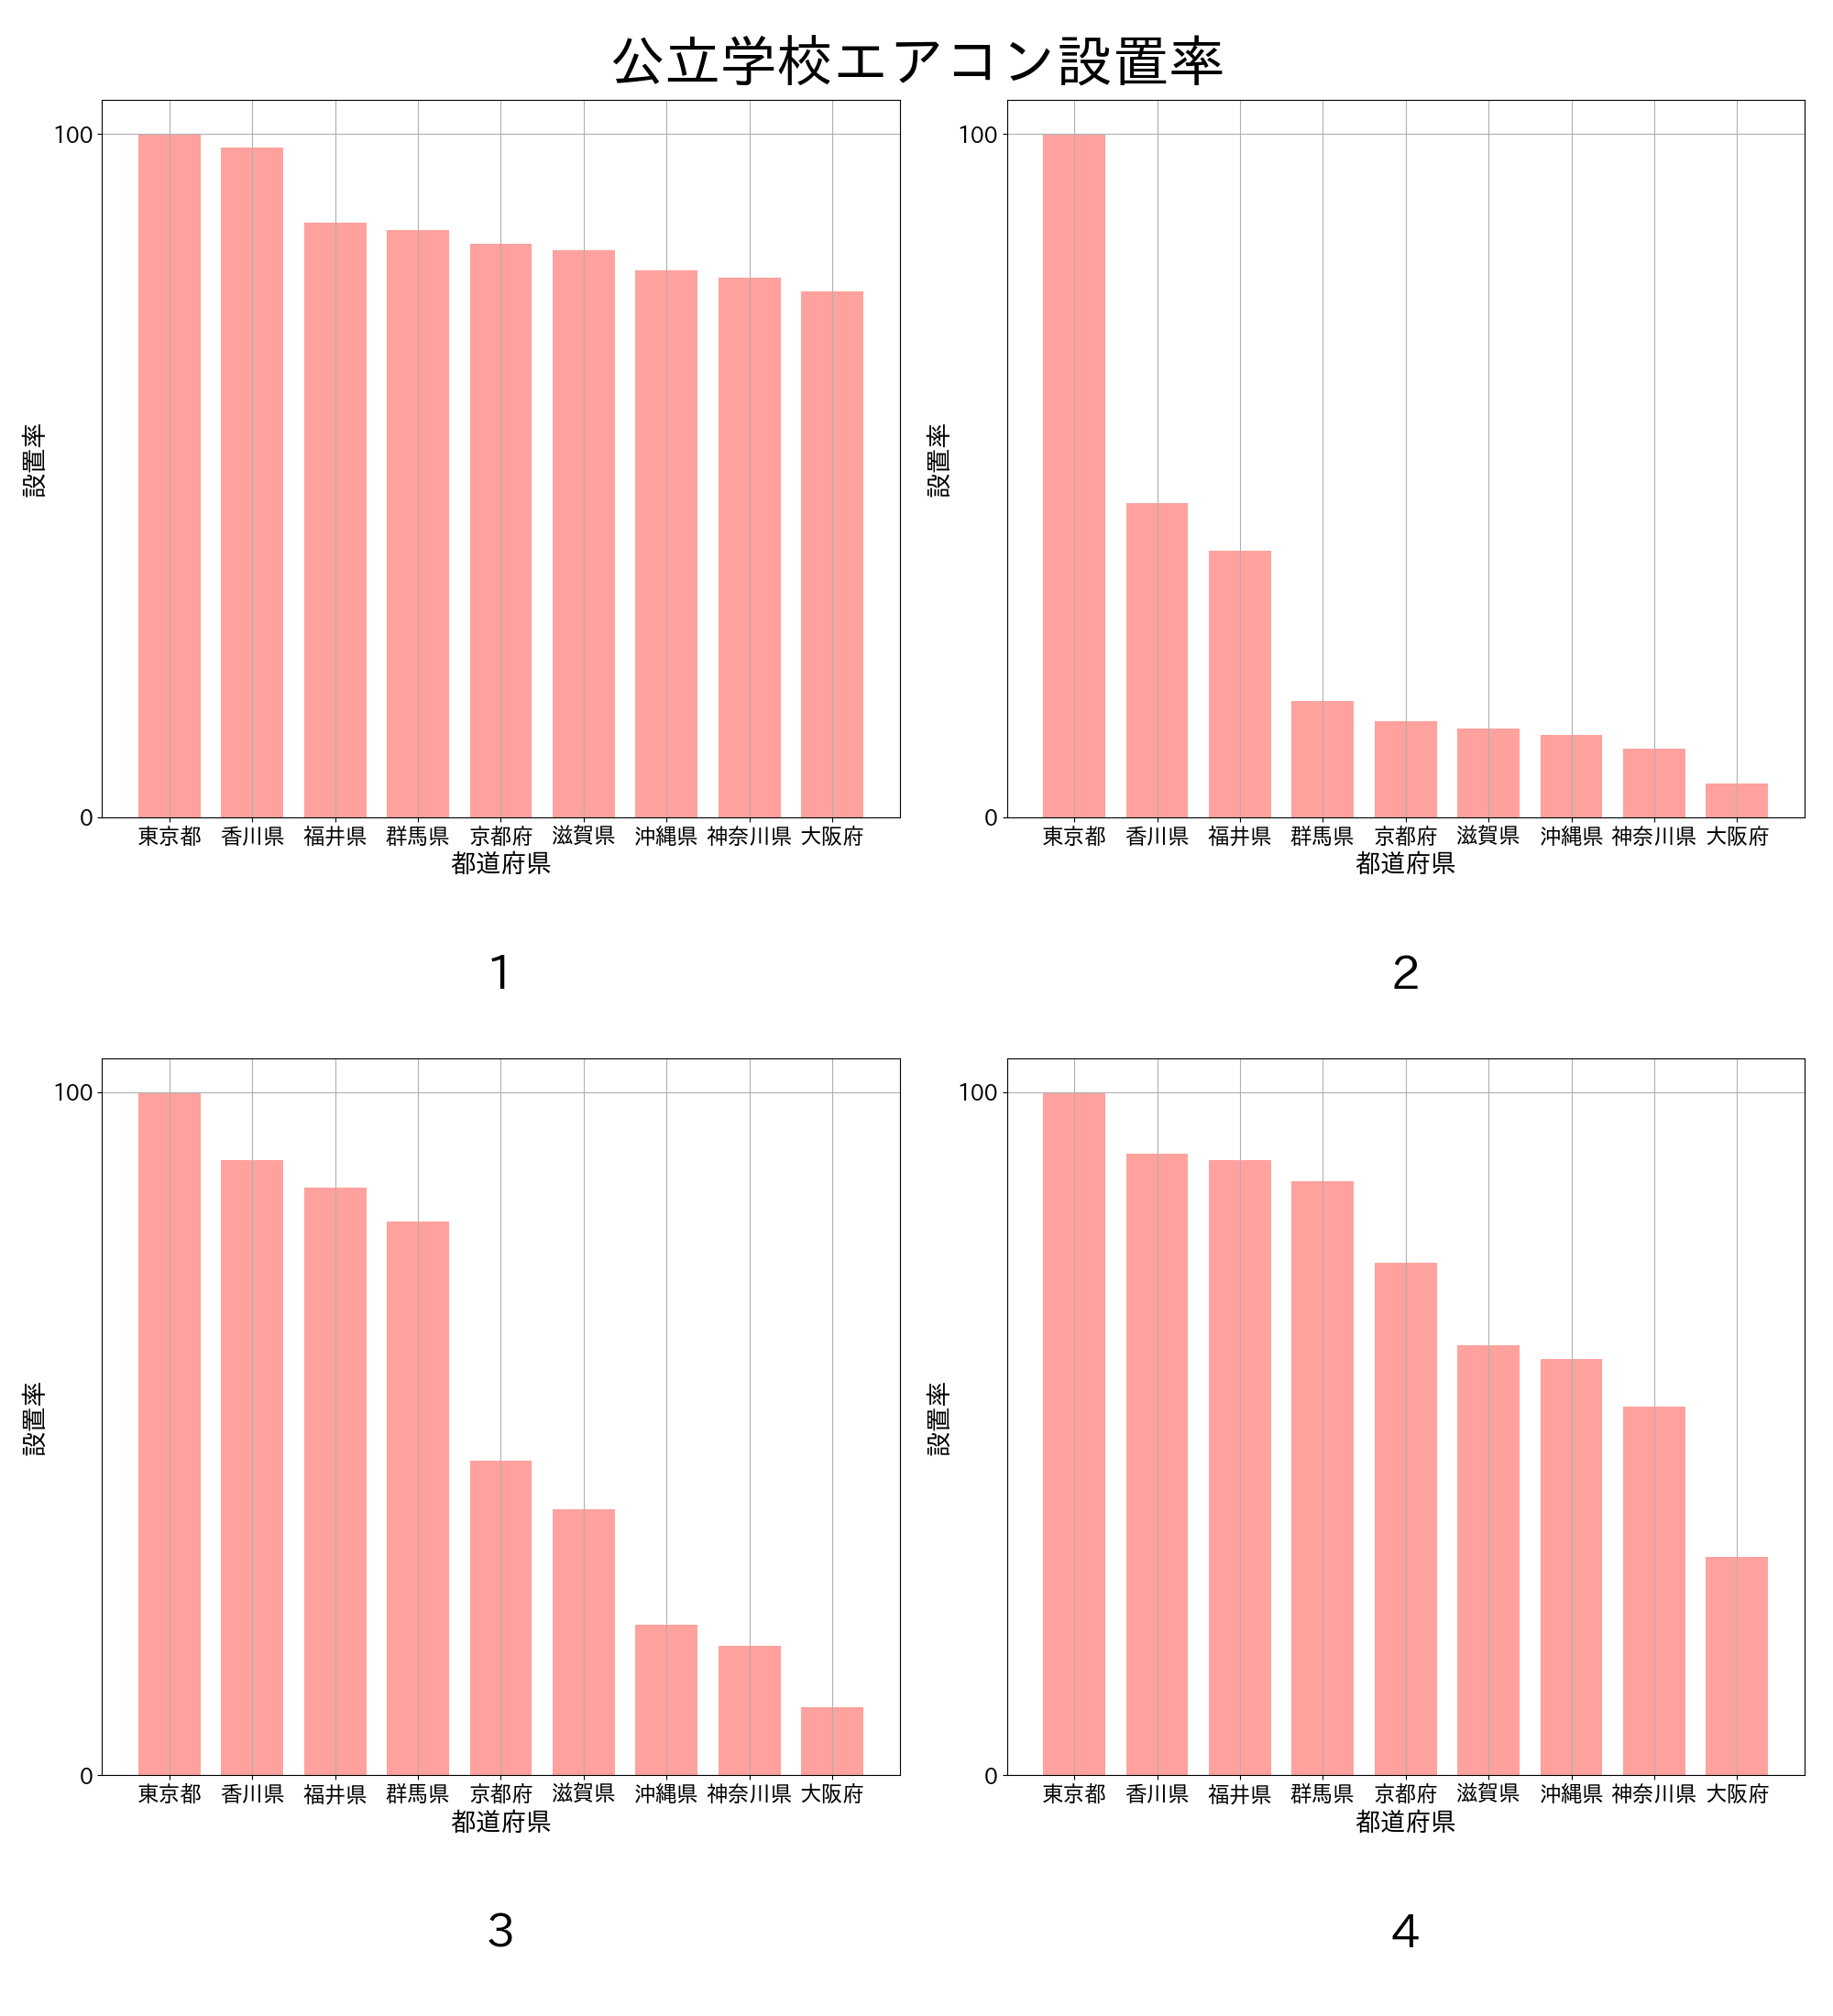 公立学校エアコン設置率
100
0
設置率
東京都 香川県 福井県 群馬県 京都府 滋賀県 沖縄県 神奈川県 大阪府
都道府県
1
100
0
設置率
東京都 香川県 福井県 群馬県 京都府 滋賀県 沖縄県 神奈川県 大阪府
都道府県
2
100
0
設置率
東京都 香川県 福井県 群馬県 京都府 滋賀県 沖縄県 神奈川県 大阪府
都道府県
3
100
0
設置率
東京都 香川県 福井県 群馬県 京都府 滋賀県 沖縄県 神奈川県 大阪府
都道府県
4